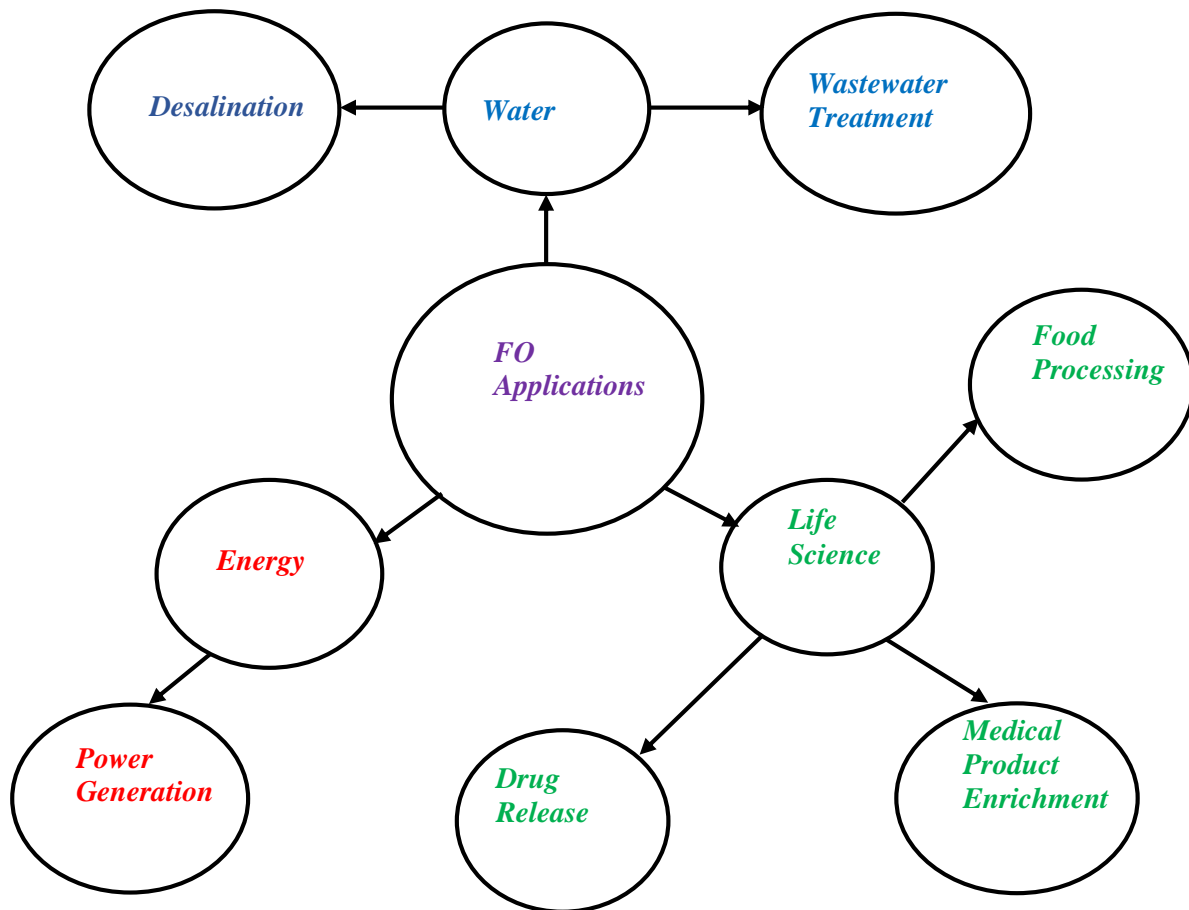 Desalination
Water
Wastewater
Treatment
FO
Applications
Food
Processing
Life
Science
Energy
Power
Generation
Drug
Release
Medical
Product
Enrichment